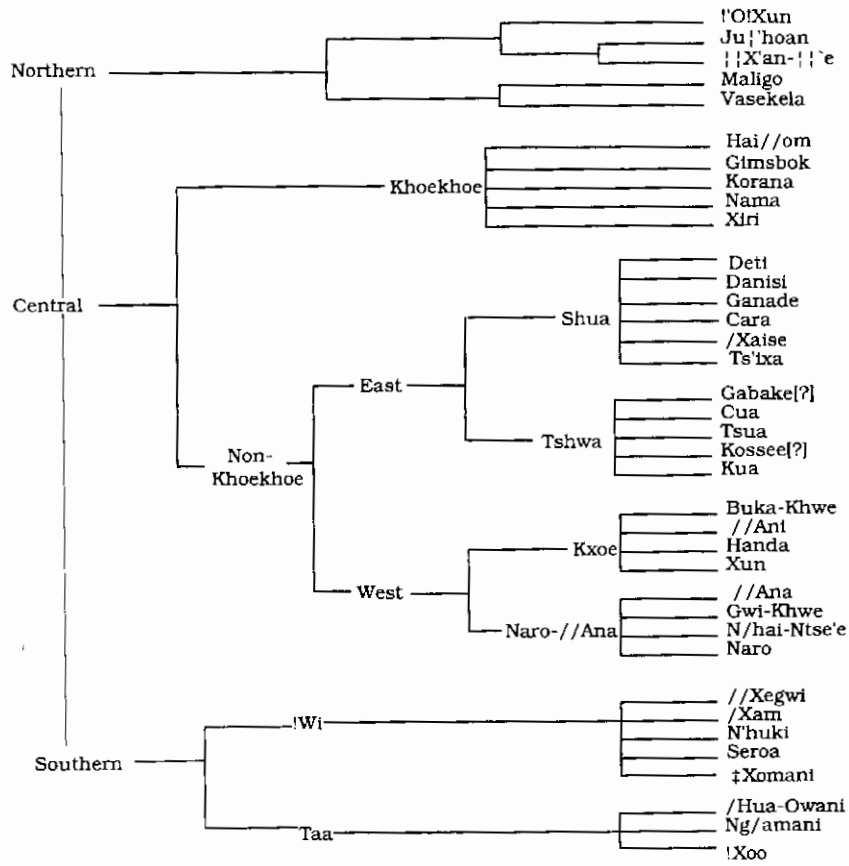 Northern
!'O!Xun
Ju¦'hoan
¦¦X'an-¦¦`e
Maligo
Vasekela
Central
Khoekhoe
Hai//om
Gimsbok
Korana
Nama
Xiri
Non-
Khoekhoe
East
Shua
Deti
Danisi
Ganade
Cara
/Xaise
Ts'ixa
Tshwa
Gabake[?]
Cua
Tsua
Kossee[?]
Kua
West
Kxoe
Buka-Khwe
//Ani
Handa
Xun
Naro-//Ana
//Ana
Gwi-Khwe
N/hai-Ntse'e
Naro
Southern
!Wi
//Xegwi
/Xam
N'huki
Seroa
‡Xomani
Taa
/Hua-Owani
Ng/amani
!Xoo